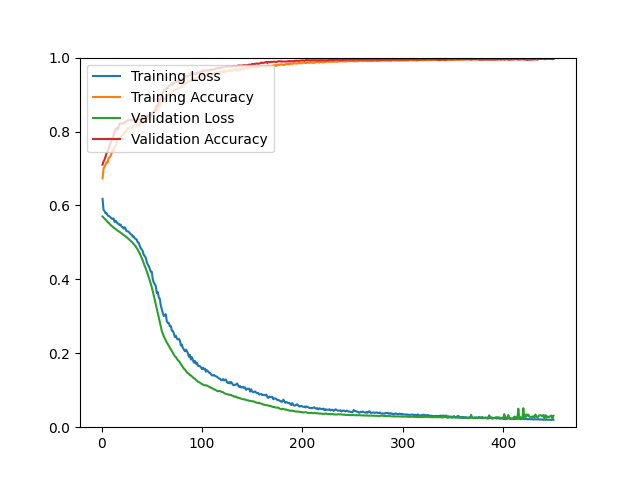 Training Loss
Training Accuracy
Validation Loss
Validation Accuracy
1.0
0.8
0.6
0.4
0.2
0.0
0 100 200 300 400